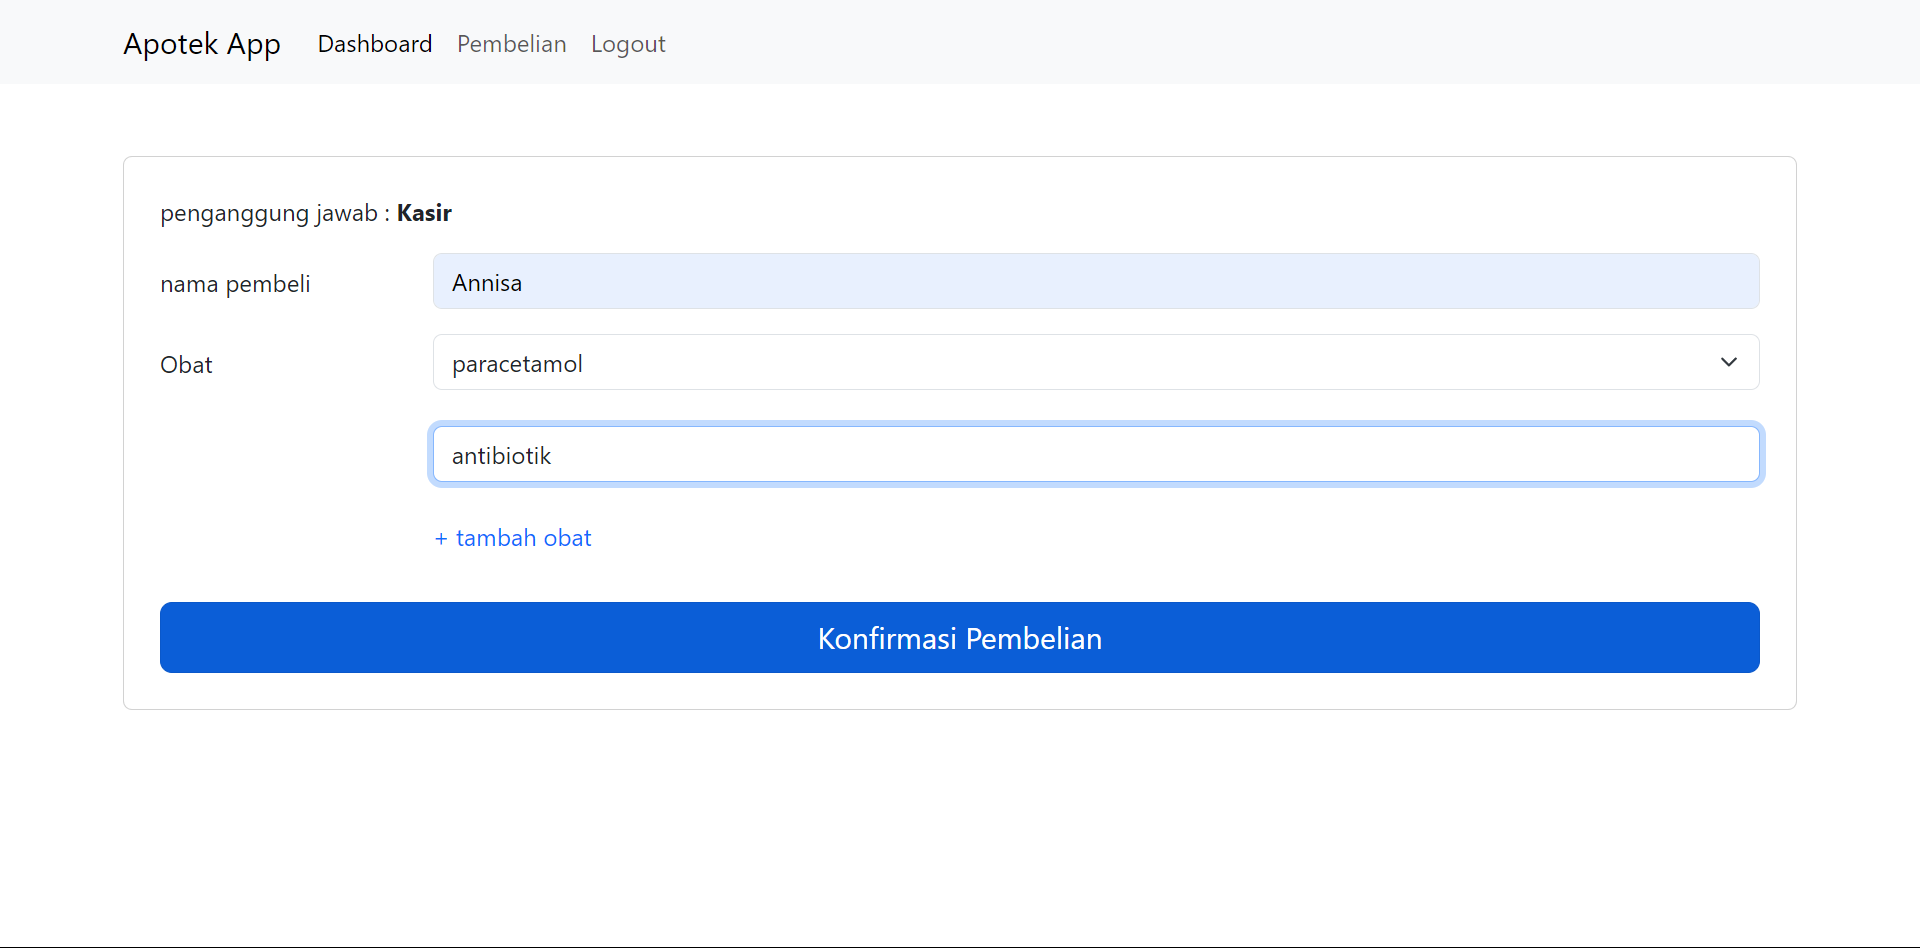 Apotek App Dashboard Pembelian Logout
penganggung jawab : Kasir
nama pembeli Annisa
Obat paracetamol
antibiotik
+ tambah obat
Konfirmasi Pembelian